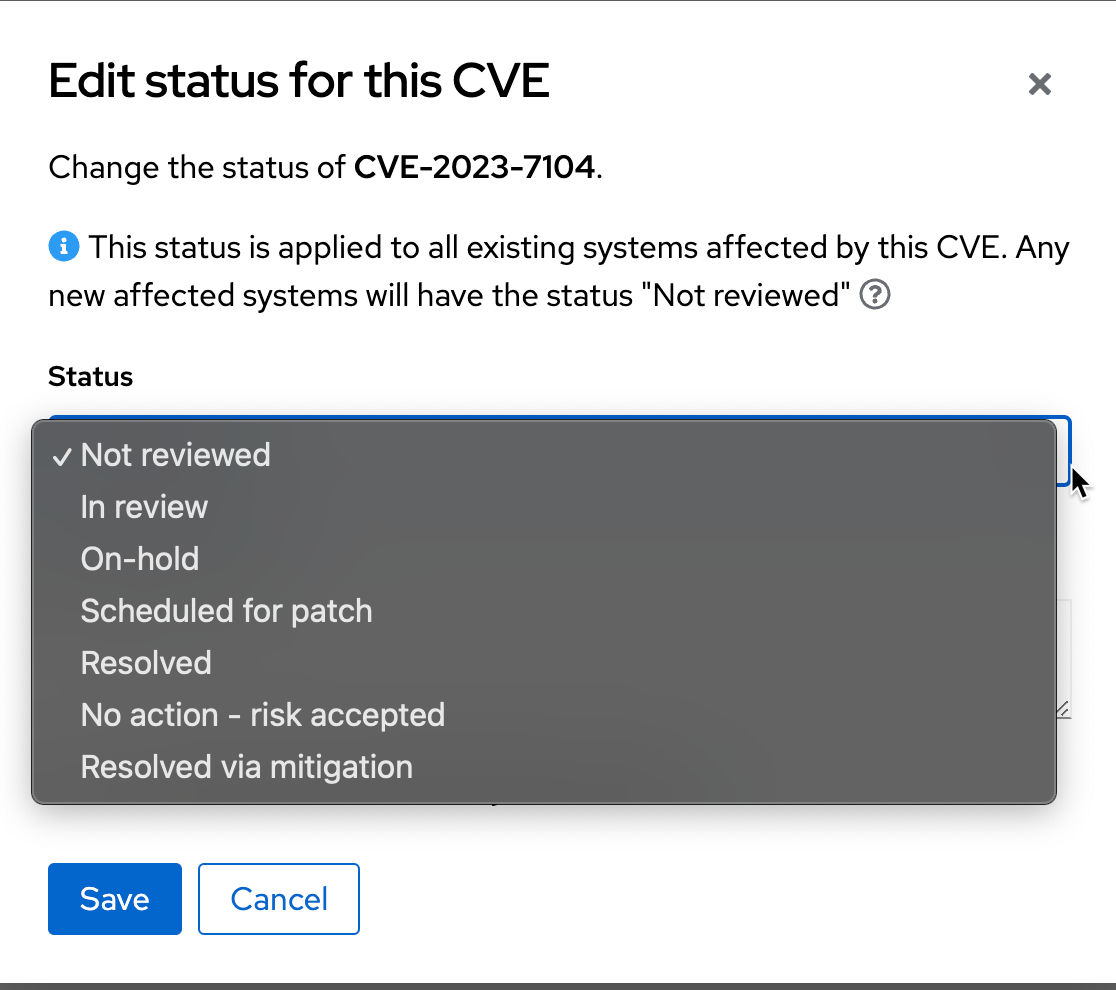 Edit status for this CVE
Change the status of CVE-2023-7104.
This status is applied to all existing systems affected by this CVE. Any
new affected systems will have the status "Not reviewed"
Status
✓ Not reviewed
In review
On-hold
Scheduled for patch
Resolved
No action - risk accepted
Resolved via mitigation
Save
Cancel